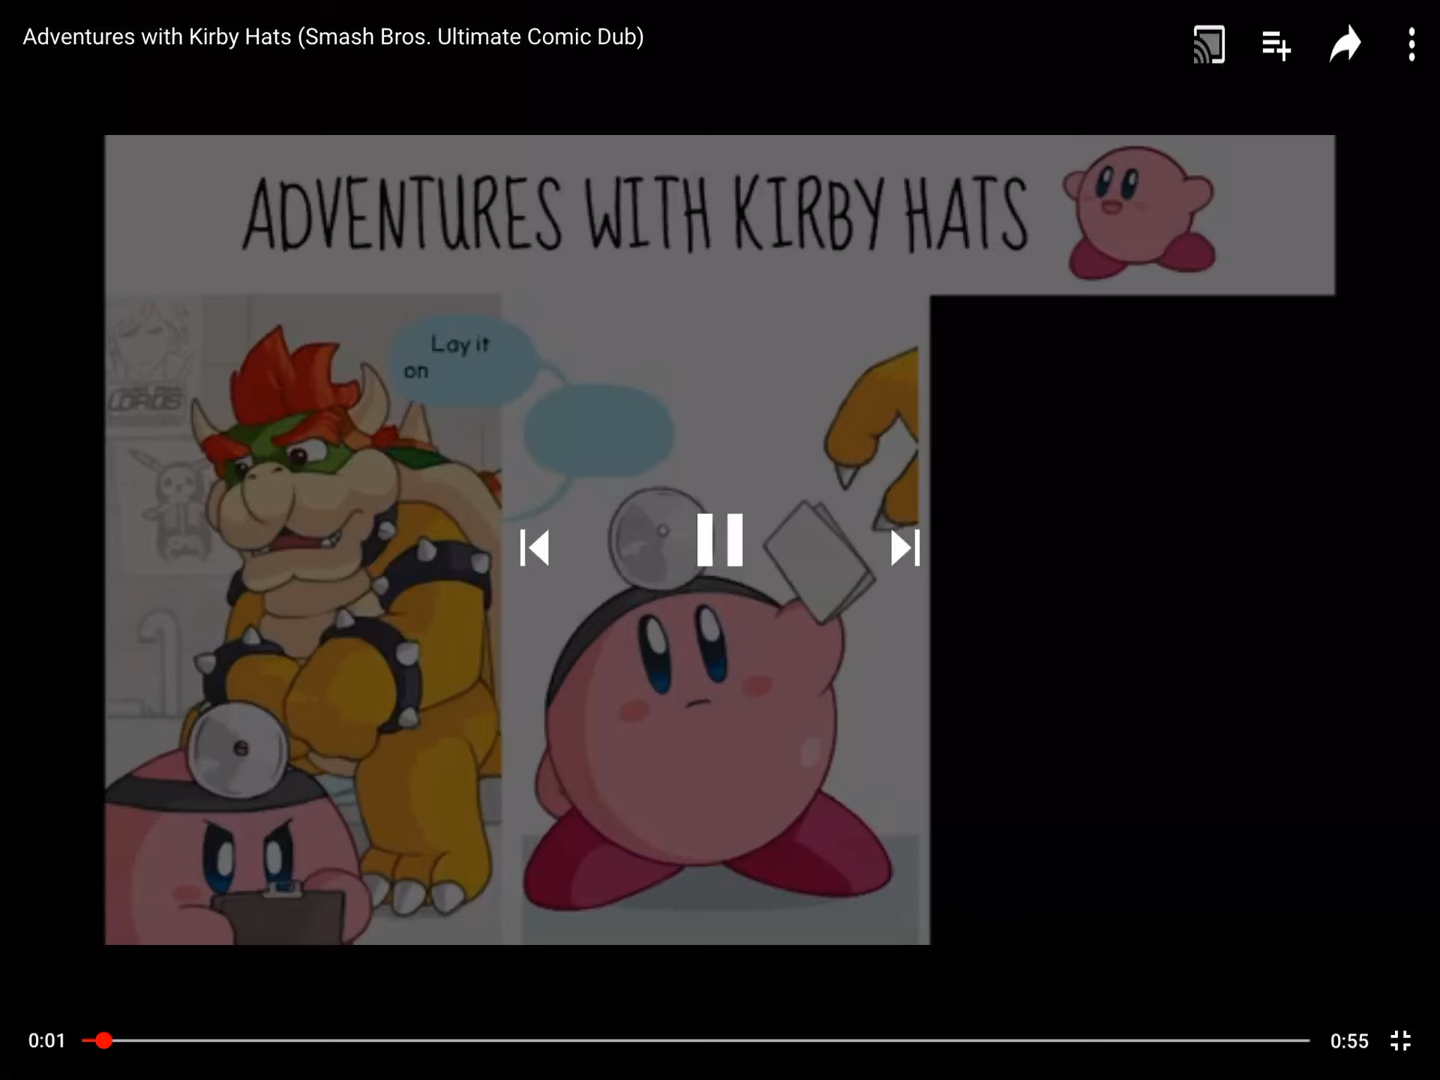 Adventures with Kirby Hats (Smash Bros. Ultimate Comic Dub)
ADVENTURES WITH KIRBY HATS
Lay it
on
LORDS
0:01
0:55